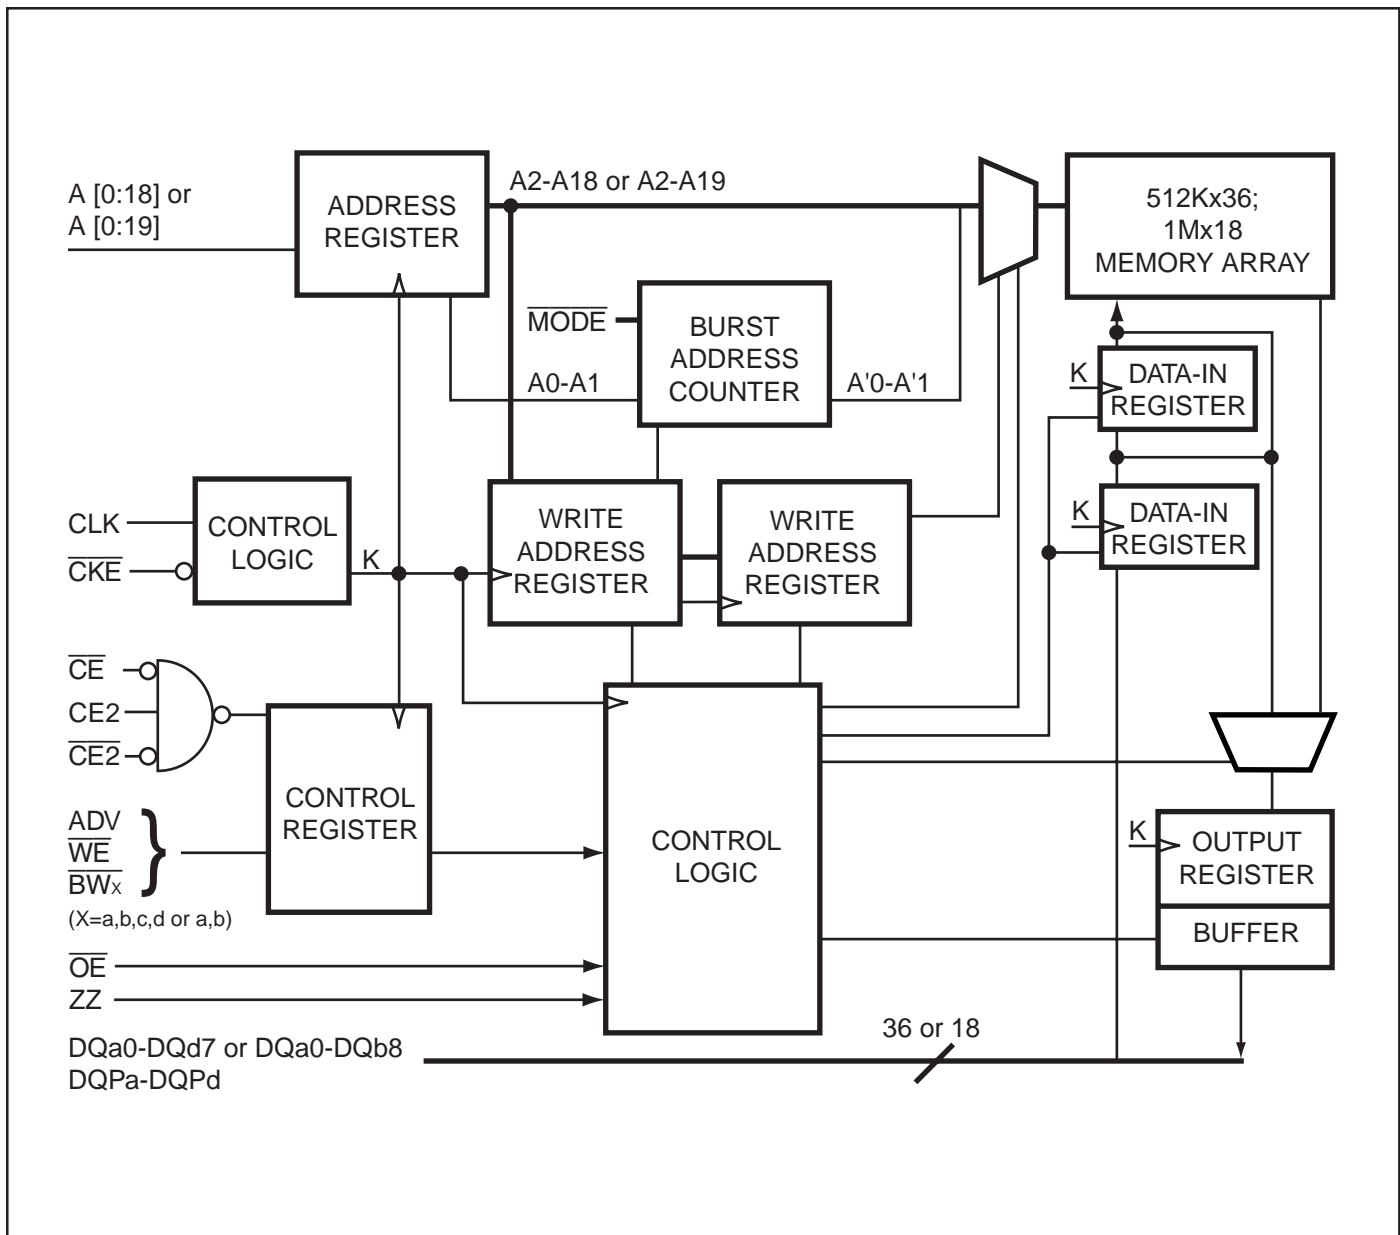 A [0:18] or
A [0:19]
ADDRESS
REGISTER
A2-A18 or A2-A19
512Kx36;
1Mx18
MEMORY ARRAY
MODE
BURST
ADDRESS
COUNTER
A0-A1
A'0-A'1
K
DATA-IN
REGISTER
CLK
CKE
CONTROL
LOGIC
K
WRITE
ADDRESS
REGISTER
WRITE
ADDRESS
REGISTER
K
DATA-IN
REGISTER
CE
CE2
CE2
ADV
WE
BWx
(X=a,b,c,d or a,b)
CONTROL
REGISTER
CONTROL
LOGIC
K
OUTPUT
REGISTER
BUFFER
OE
ZZ
DQa0-DQd7 or DQa0-DQb8
DQPa-DQPd
36 or 18